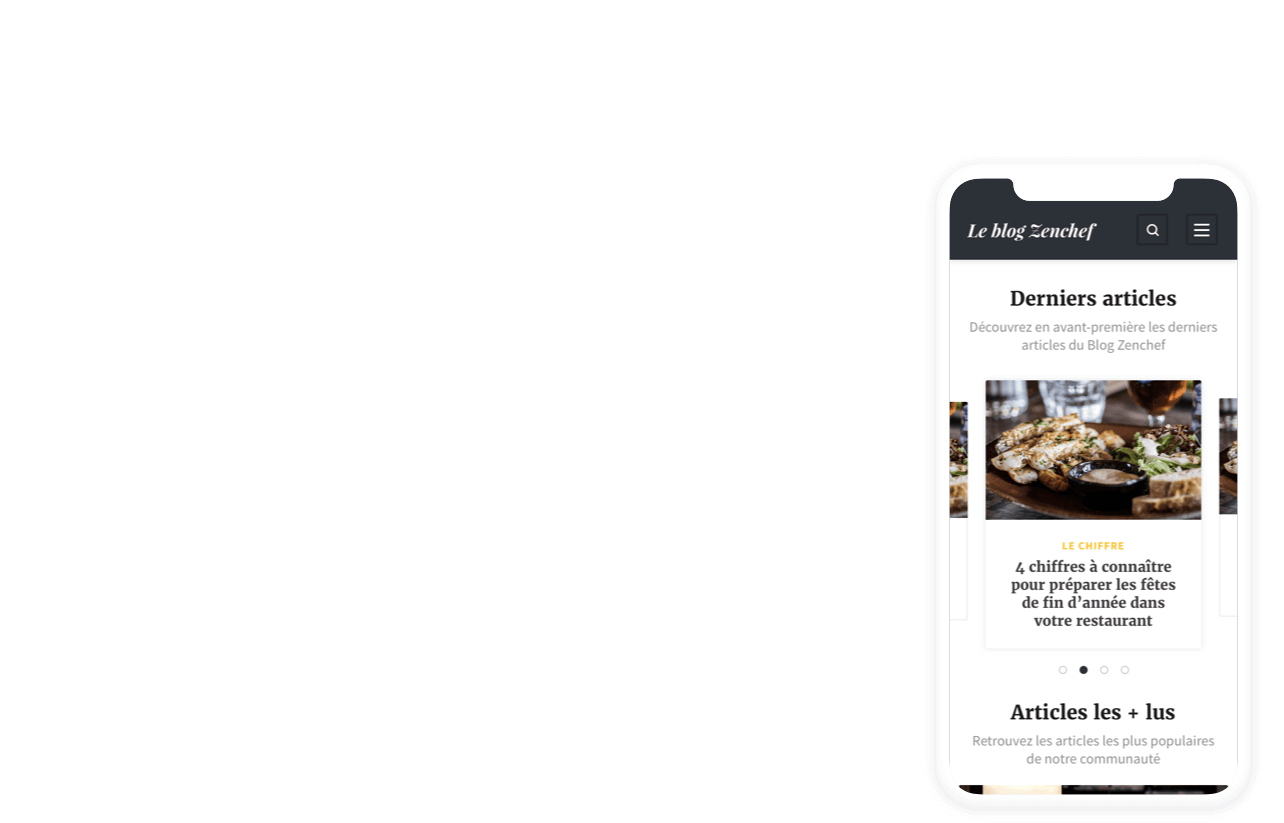 Le blog Zenchef
Derniers articles
Découvrez en avant-première les derniers
articles du Blog Zenchef
LE CHIFFRE
4 chiffres à connaître
pour préparer les fêtes
de fin d’année dans
votre restaurant
Articles les + lus
Retrouvez les articles les plus populaires
de notre communauté